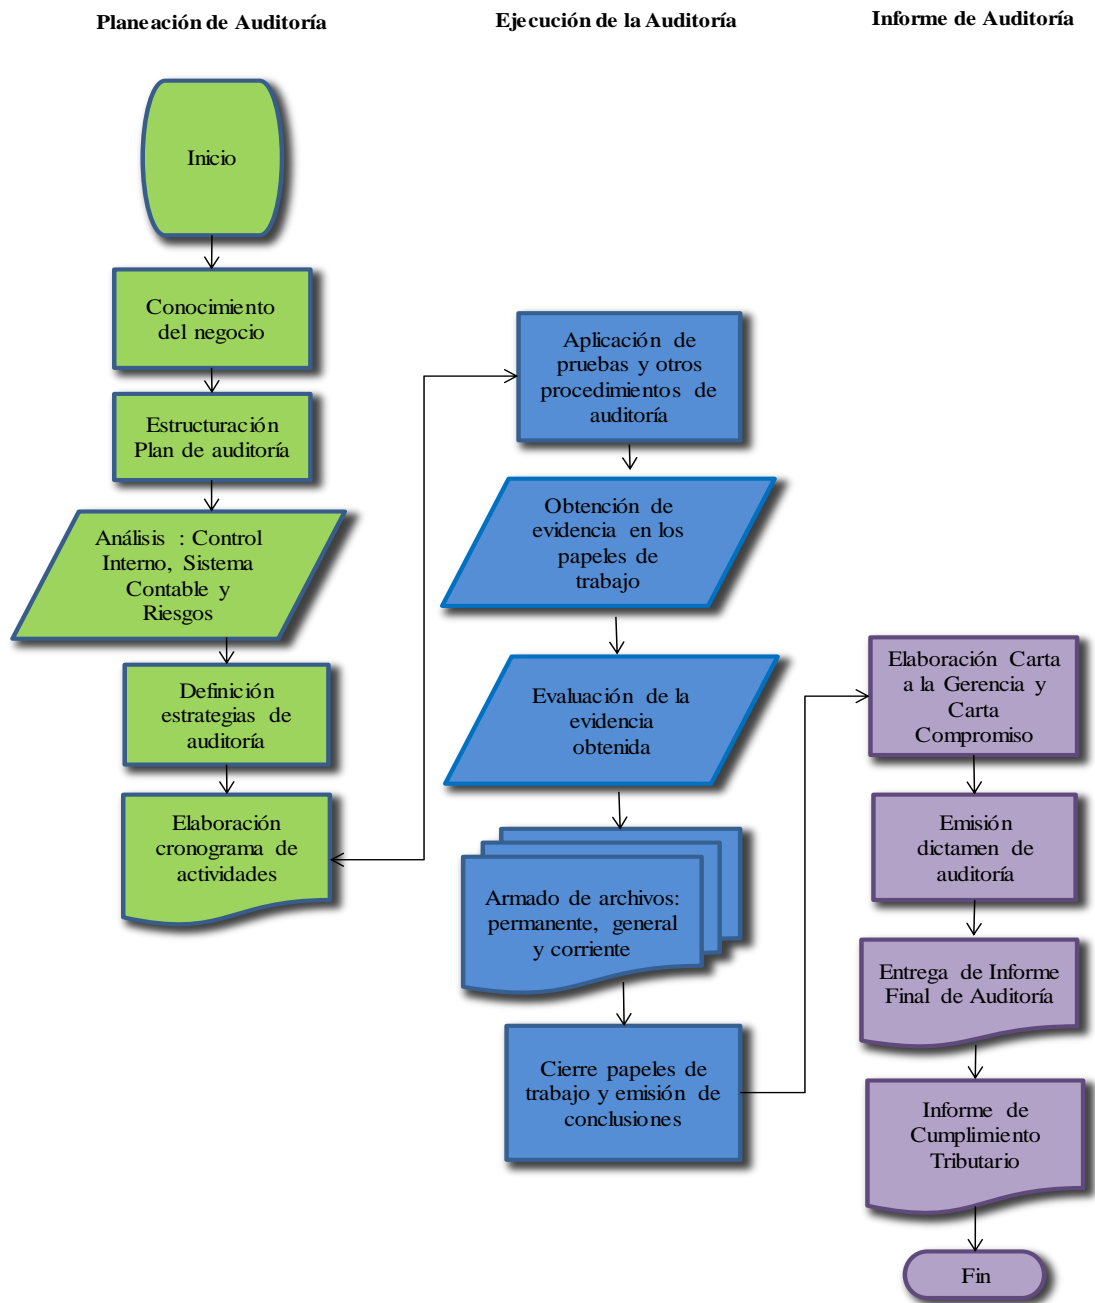 Planeación de Auditoría
Ejecución de la Auditoría
Informe de Auditoría
Inicio
Conocimiento
del negocio
Estructuración
Plan de auditoría
Análisis : Control
Interno, Sistema
Contable y
Riesgos
Definición
estrategias de
auditoría
Elaboración
cronograma de
actividades
Aplicación de
pruebas y otros
procedimientos de
auditoría
Obtención de
evidencia en los
papeles de
trabajo
Evaluación de la
evidencia
obtenida
Armado de archivos:
permanente, general
y corriente
Cierre papeles de
trabajo y emisión de
conclusiones
Elaboración Carta
a la Gerencia y
Carta
Compromiso
Emisión
dictamen de
auditoría
Entrega de Informe
Final de Auditoría
Informe de
Cumplimiento
Tributario
Fin